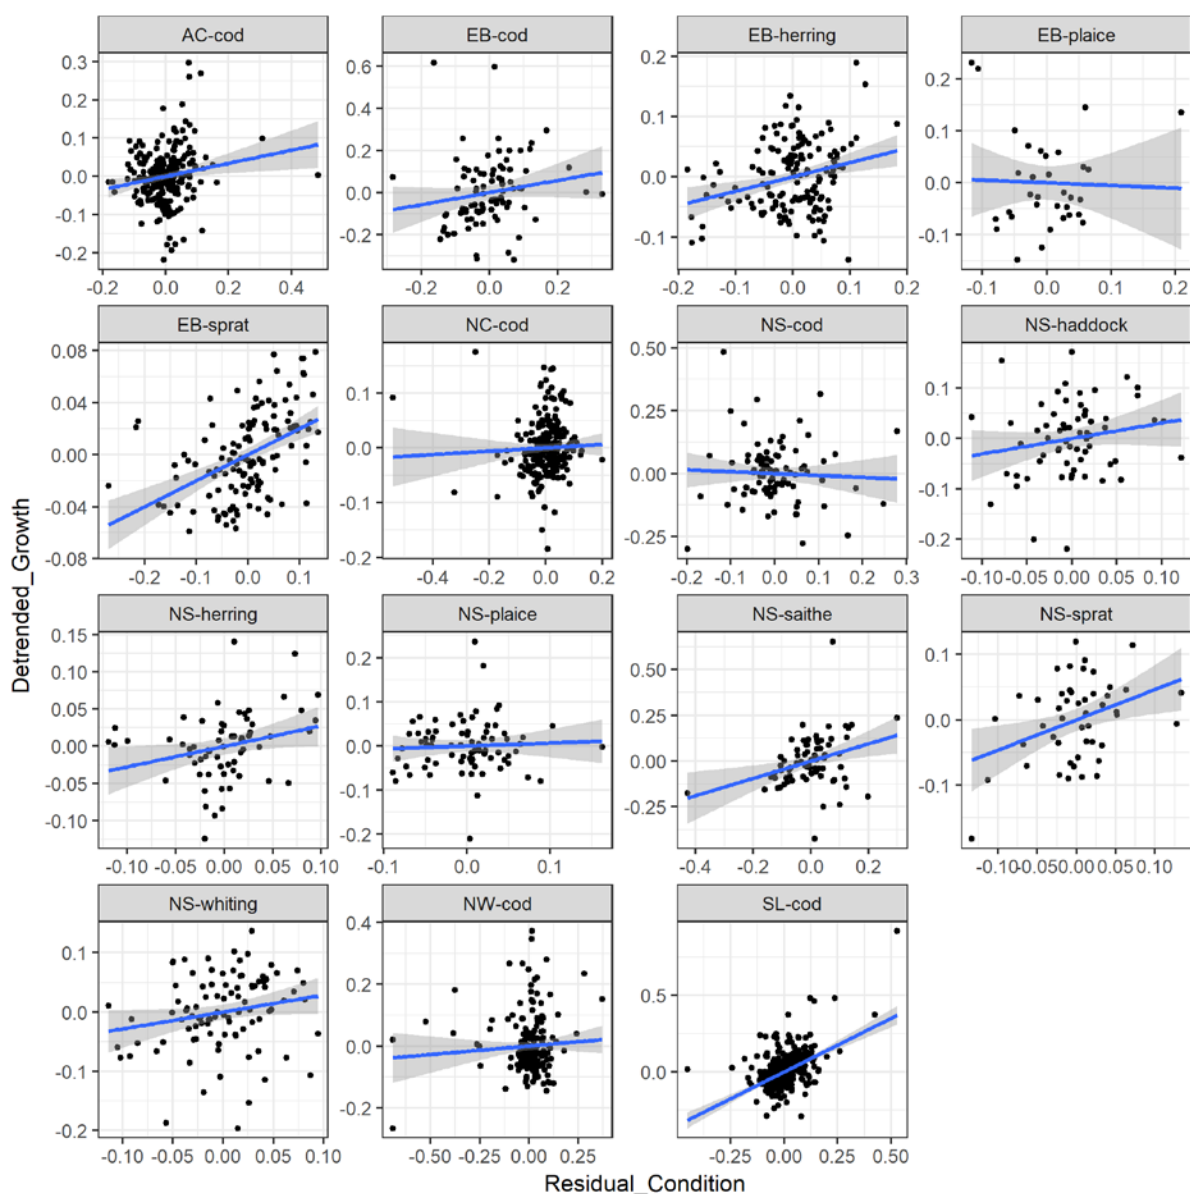 AC-cod EB-cod EB-herring EB-plaice
0.3 0.2 0.1 0.0 -0.1 -0.2
0.6 0.4 0.2 0.0 -0.2
0.2 0.1 0.0 -0.1
0.2 0.1 0.0 -0.1
-0.2 0.0 0.2 0.4 -0.2 0.0 0.2 -0.2 -0.1 0.0 0.1 0.2 -0.1 0.0 0.1 0.2
EB-sprat NC-cod NS-cod NS-haddock
0.08 0.04 0.00 -0.04 -0.08
0.1 0.0 -0.1 -0.2
0.50 0.25 0.00 -0.25
0.1 0.0 -0.1 -0.2
-0.2 -0.1 0.0 0.1 -0.4 -0.2 0.0 0.2 -0.2 -0.1 0.0 0.1 0.2 0.3 -0.10 -0.05 0.00 0.05 0.10
Detrended_Growth
NS-herring NS-plaice NS-saithe NS-sprat
0.15 0.10 0.05 0.00 -0.05 -0.10
0.2 0.1 0.0 -0.1 -0.2
0.50 0.25 0.00 -0.25
0.1 0.0 -0.1
-0.10 -0.05 0.00 0.05 0.10 -0.1 0.0 0.1 -0.4 -0.2 0.0 0.2 -0.10 -0.05 0.00 0.05 0.10
NS-whiting NW-cod SL-cod
0.1 0.0 -0.1 -0.2
0.4 0.2 0.0 -0.2
0.5 0.0
-0.10 -0.05 0.00 0.05 0.10 -0.50 -0.25 0.00 0.25 -0.25 0.00 0.25 0.50
Residual_Condition